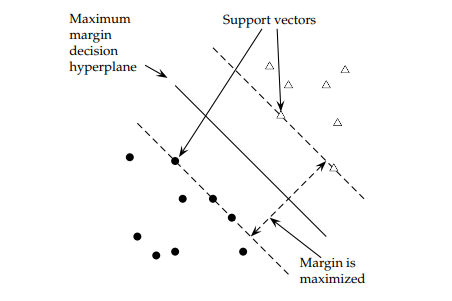 Maximum
margin
decision
hyperplane
Support vectors
Margin is
maximized